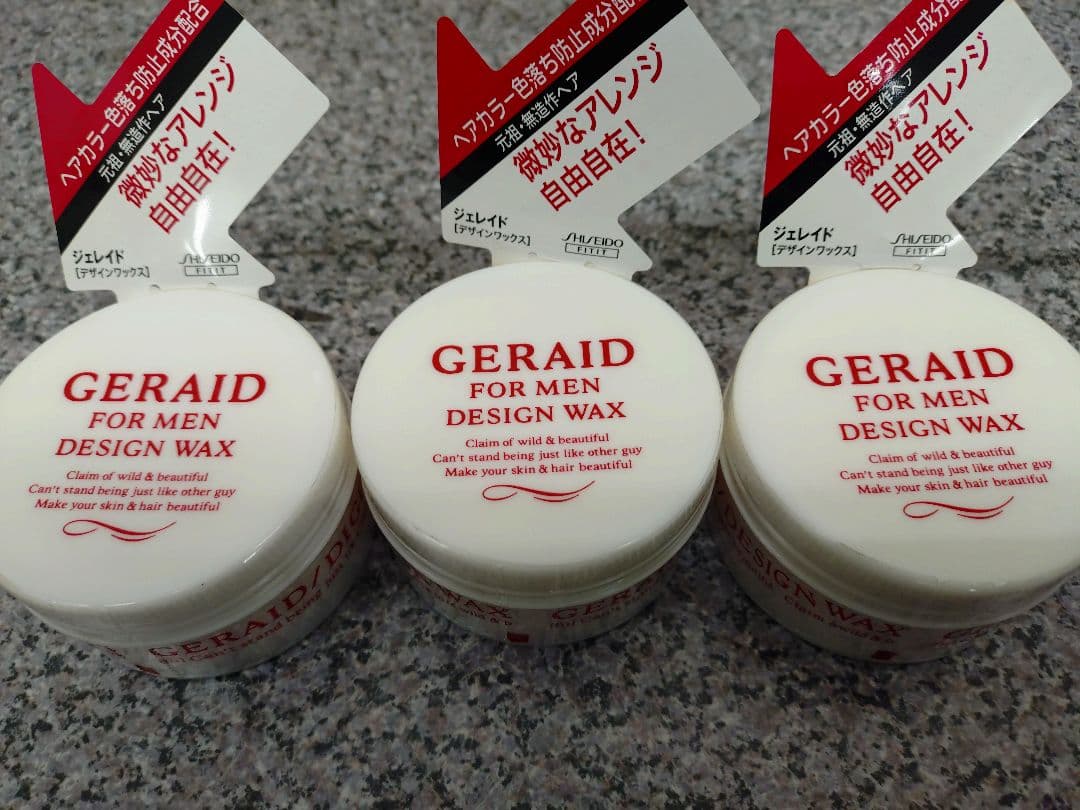 ヘアカラー色落ち防止成分配合
元祖・無造作ヘア
微妙なアレンジ
自由自在!
ジェレイド
[デザインワックス]
SHISEIDO
FITIT
GERAID
FOR MEN
DESIGN WAX
Claim of wild & beautiful
Can't stand being just like other guy
Make your skin & hair beautiful
GERAID/DE
ヘアカラー色落ち防止成分配
元祖・無造作ヘア
微妙なアレンジ
自由自在!
ジェレイド
[デザインワックス]
SHISEIDO
FITIT
GERAID
FOR MEN
DESIGN WAX
Claim of wild & beautiful
Can't stand being just like other guy
Make your skin & hair beautiful
WAX
GERA
ヘアカラー色落ち防止成分配
元祖・無造作ヘア
微妙なアレンジ
自由自在!
ジェレイド
[デザインワックス]
SHISEIDO
FITIT
GERAID
FOR MEN
DESIGN WAX
Claim of wild & beautiful
Can't stand being just like other guy
Make your skin & hair beautiful
DESIGN WAX